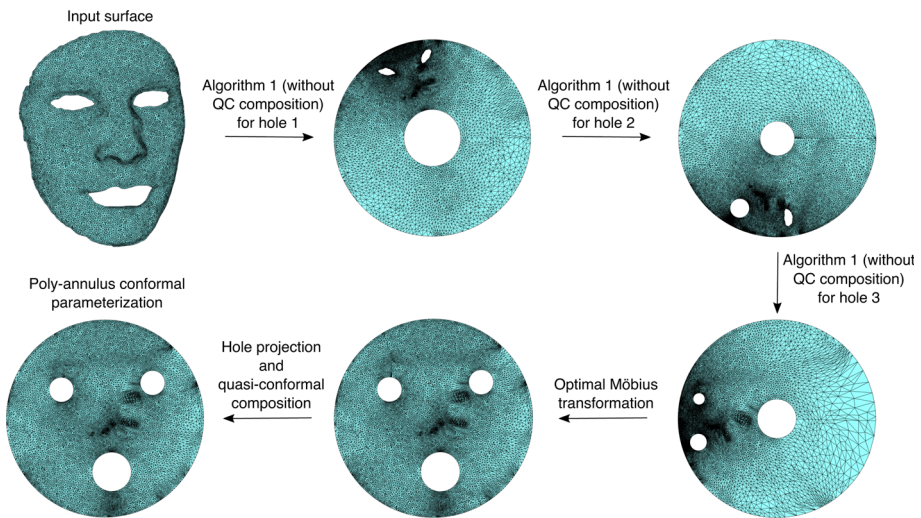 Input surface
Algorithm 1 (without
QC composition)
for hole 1
Algorithm 1 (without
QC composition)
for hole 2
Algorithm 1 (without
QC composition)
for hole 3
Optimal Möbius
transformation
Hole projection
and
quasi-conformal
composition
Poly-annulus conformal
parameterization